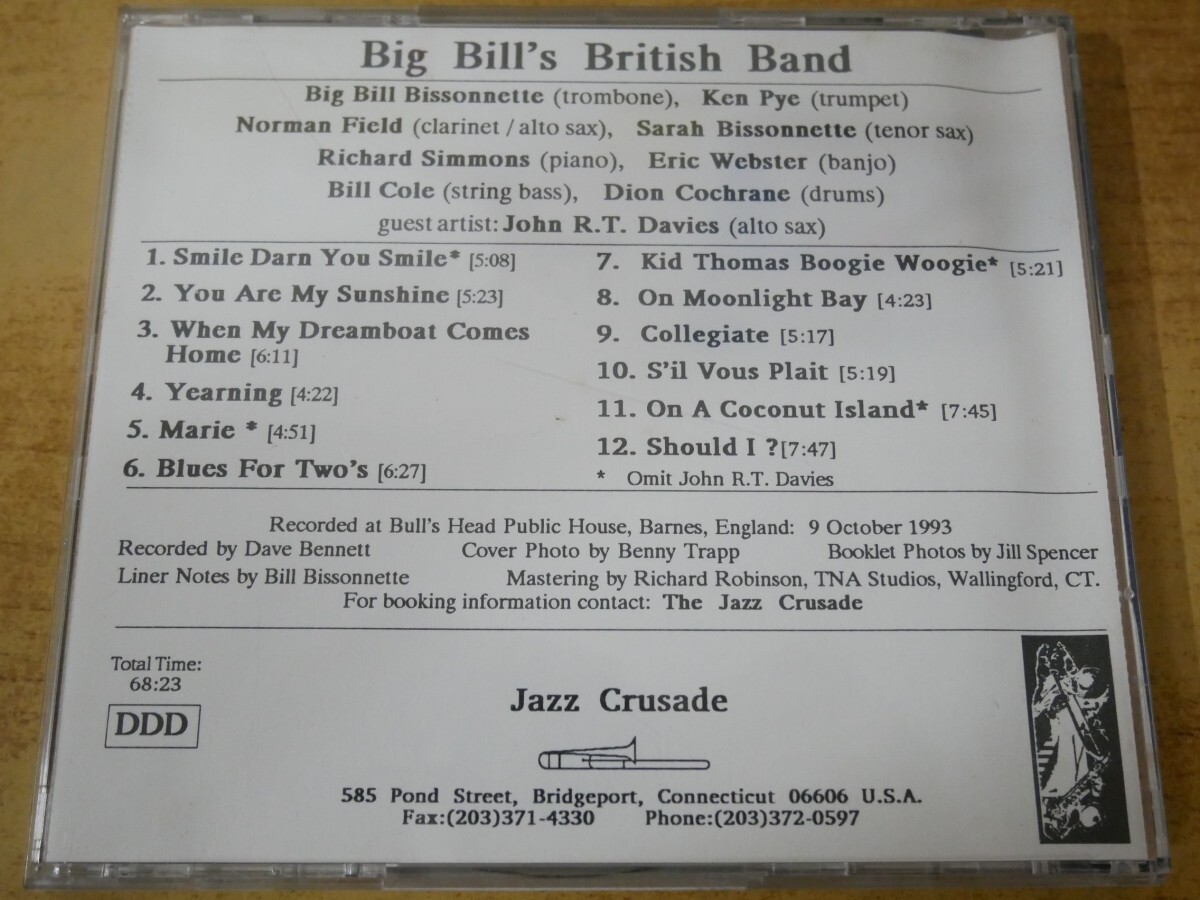 Big Bill's British Band
Big Bill Bissonnette (trombone), Ken Pye (trumpet)
Norman Field (clarinet / alto sax), Sarah Bissonnette (tenor sax)
Richard Simmons (piano), Eric Webster (banjo)
Bill Cole (string bass), Dion Cochrane (drums)
guest artist: John R.T. Davies (alto sax)
1. Smile Darn You Smile* [5:08]
2. You Are My Sunshine [5:23]
3. When My Dreamboat Comes
Home [6:11]
4. Yearning [4:22]
5. Marie * [4:51]
6. Blues For Two's [6:27]
7. Kid Thomas Boogie Woogie* [5:21]
8. On Moonlight Bay [4:23]
9. Collegiate [5:17]
10. S'il Vous Plait [5:19]
11. On A Coconut Island* [7:45]
12. Should I ? [7:47]
* Omit John R.T. Davies
Recorded at Bull's Head Public House, Barnes, England: 9 October 1993
Recorded by Dave Bennett Cover Photo by Benny Trapp Booklet Photos by Jill Spencer
Liner Notes by Bill Bissonnette Mastering by Richard Robinson, TNA Studios, Wallingford, CT.
For booking information contact: The Jazz Crusade
Total Time:
68:23
DDD
Jazz Crusade
585 Pond Street, Bridgeport, Connecticut 06606 U.S.A.
Fax:(203)371-4330 Phone:(203)372-0597